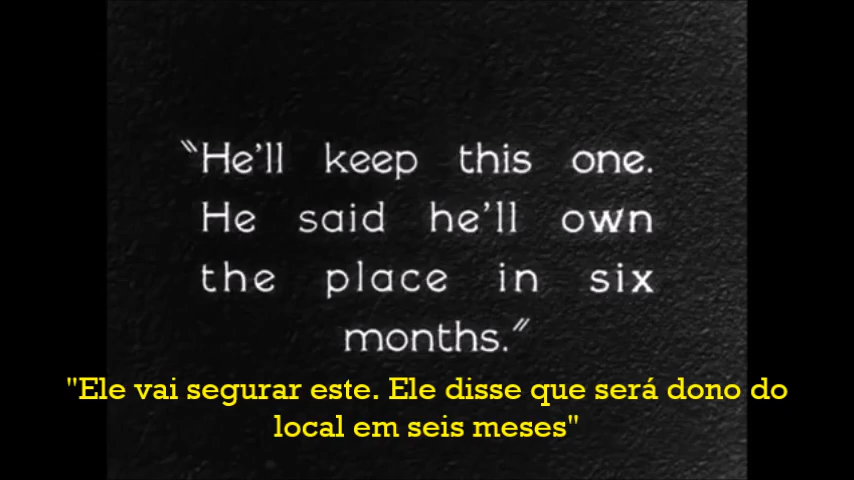 "He'll keep this one.
He said he'll own
the place in six
months."
"Ele vai segurar este. Ele disse que será dono do
local em seis meses"